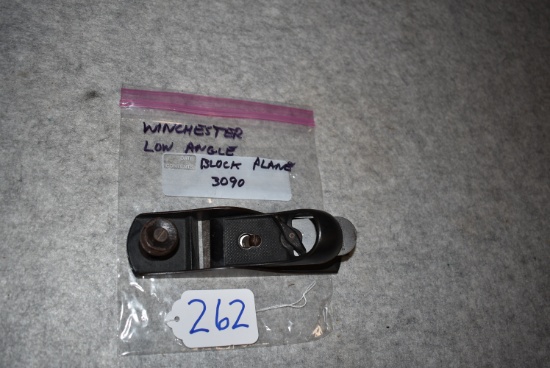 WINCHESTER
LOW ANGLE
BLOCK PLANE
3090
262